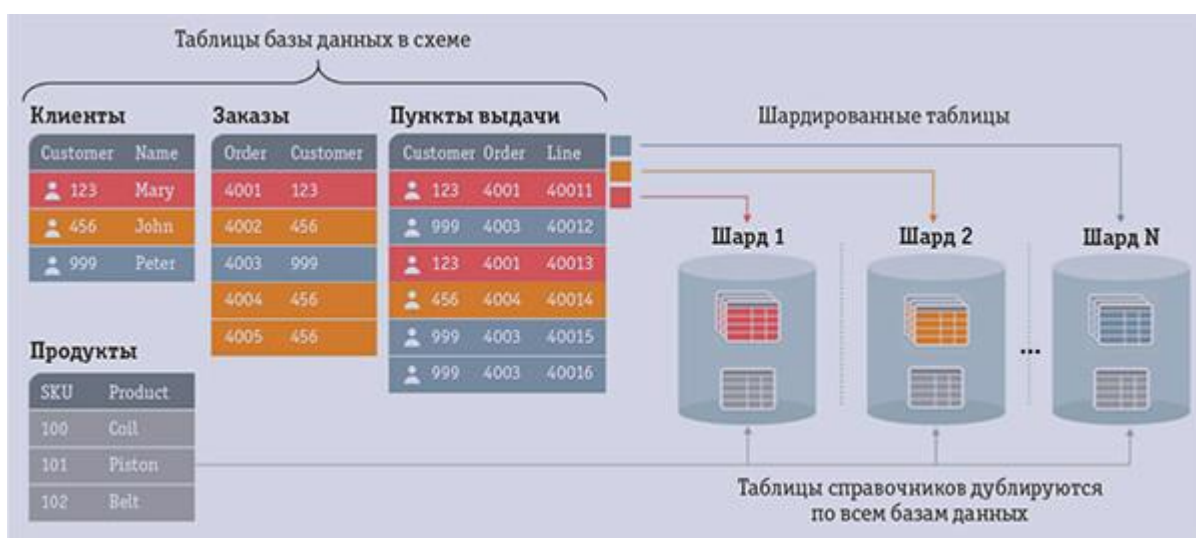 Таблицы базы данных в схеме
Клиенты
Customer Name
123 Mary
456 John
999 Peter
Заказы
Order Customer
4001 123
4002 456
4003 999
4004 456
4005 456
Пункты выдачи
Customer Order Line
123 4001 40011
999 4003 40012
123 4001 40013
456 4004 40014
999 4003 40015
999 4003 40016
Продукты
SKU Product
100 Coil
101 Piston
102 Belt
Шардированные таблицы
Шард 1
Шард 2
...
Шард N
Таблицы справочников дублируются
по всем базам данных